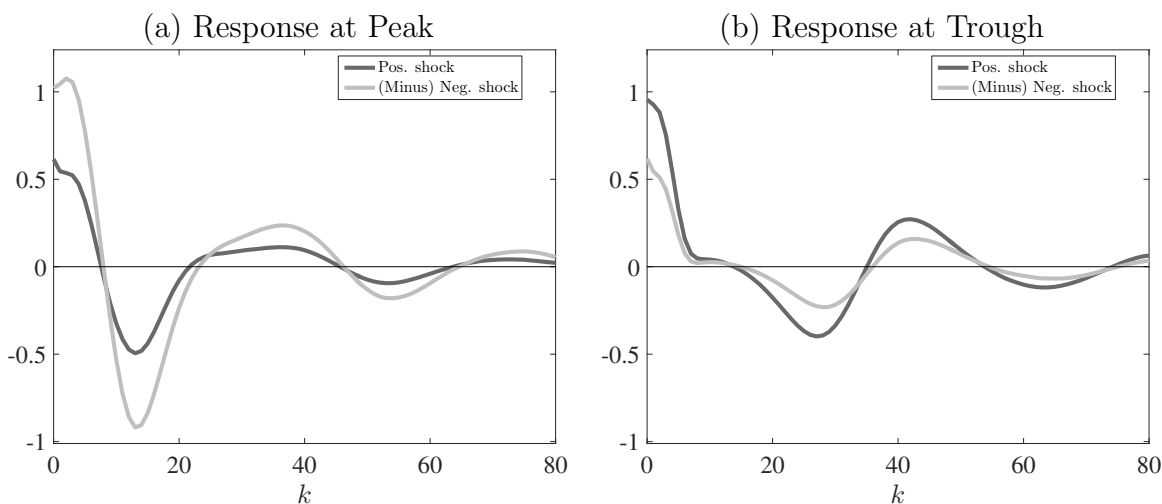 (a) Response at Peak
Pos. shock
(Minus) Neg. shock
1
0.5
0
-0.5
-1
0 20 40 60 80
k
(b) Response at Trough
Pos. shock
(Minus) Neg. shock
1
0.5
0
-0.5
-1
0 20 40 60 80
k